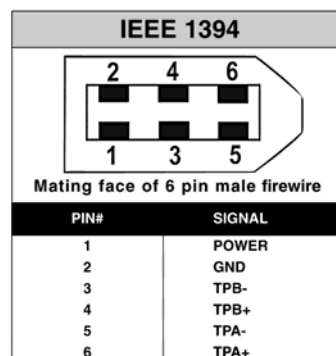 IEEE 1394
2 4 6
1 3 5
Mating face of 6 pin male firewire
PIN# SIGNAL
1 POWER
2 GND
3 TPB-
4 TPB+
5 TPA-
6 TPA+